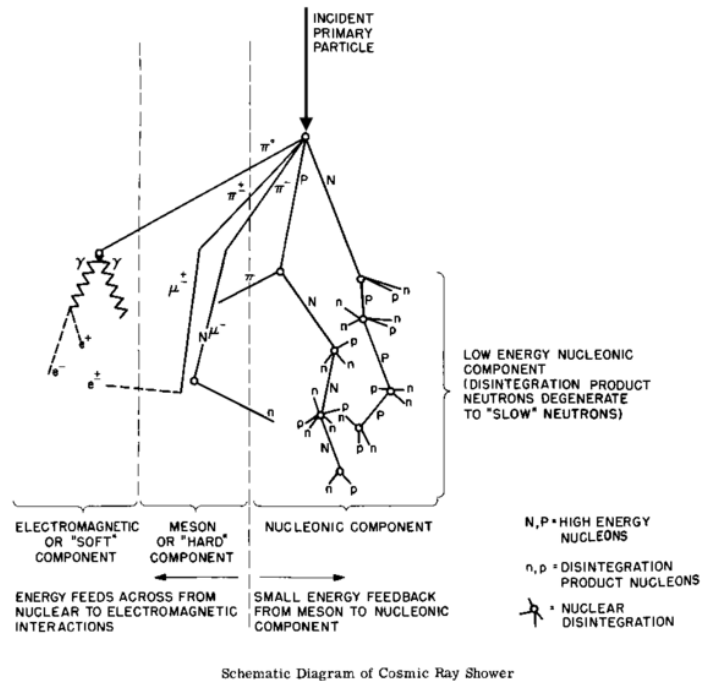 INCIDENT
PRIMARY
PARTICLE
π°
π±
π-
P
N
γ γ
μ±
π
n
p
n
P
n
n
N
e+
N μ-
p
n
n
P
e-
e±
N
p
n
n
n
p
n
p
n
n
P
n
p
n
N
n
p
LOW ENERGY NUCLEONIC
COMPONENT
(DISINTEGRATION PRODUCT
NEUTRONS DEGENERATE
TO "SLOW" NEUTRONS)
ELECTROMAGNETIC
OR "SOFT"
COMPONENT
MESON
OR "HARD"
COMPONENT
NUCLEONIC COMPONENT
ENERGY FEEDS ACROSS FROM
NUCLEAR TO ELECTROMAGNETIC
INTERACTIONS
SMALL ENERGY FEEDBACK
FROM MESON TO NUCLEONIC
COMPONENT
N,P = HIGH ENERGY
NUCLEONS
n,p = DISINTEGRATION
PRODUCT NUCLEONS
= NUCLEAR
DISINTEGRATION
Schematic Diagram of Cosmic Ray Shower